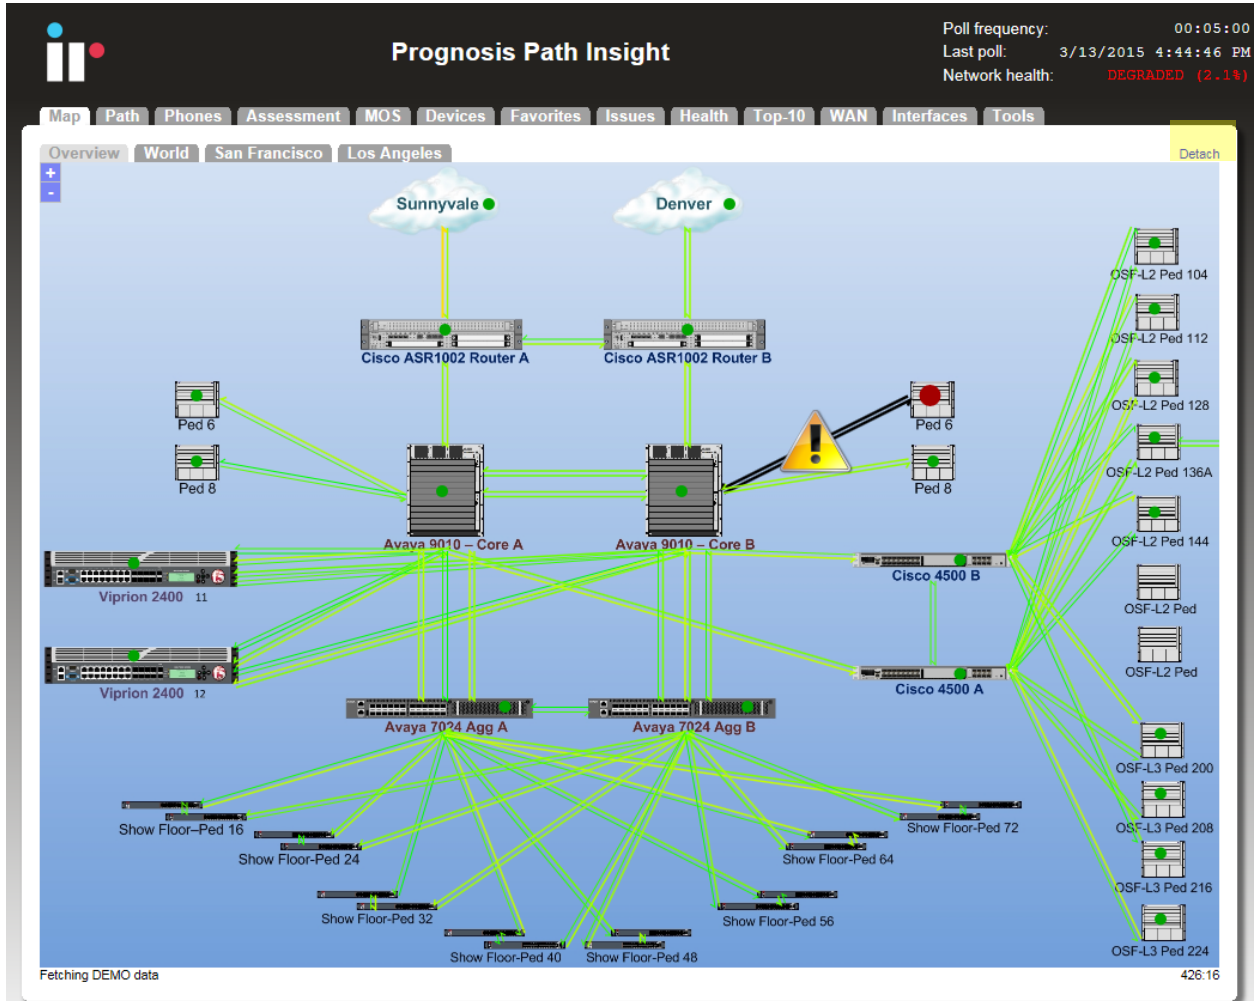 Poll frequency: 00:05:00
Prognosis Path Insight
Last poll: 3/13/2015 4:44:46 PM
Network health: DEGRADED (2.1%)
Map Path Phones Assessment MOS Devices Favorites Issues Health Top-10 WAN Interfaces Tools
Overview World San Francisco Los Angeles
Detach
+
-
Sunnyvale
Denver
OSF-L2 Ped 104
OSF-L2 Ped 112
Cisco ASR1002 Router A
Cisco ASR1002 Router B
OSF-L2 Ped 128
Ped 6
Ped 6
OSF-L2 Ped 136A
Ped 8
Ped 8
Avaya 9010 – Core A
Avaya 9010 – Core B
OSF-L2 Ped 144
Cisco 4500 B
Viprion 2400 11
OSF-L2 Ped
OSF-L2 Ped
Viprion 2400 12
Cisco 4500 A
Avaya 7024 Agg A
Avaya 7024 Agg B
OSF-L3 Ped 200
Show Floor–Ped 16
Show Floor-Ped 72
OSF-L3 Ped 208
Show Floor-Ped 24
Show Floor-Ped 64
OSF-L3 Ped 216
Show Floor-Ped 32
Show Floor-Ped 56
Show Floor-Ped 40
Show Floor-Ped 48
OSF-L3 Ped 224
Fetching DEMO data
426:16